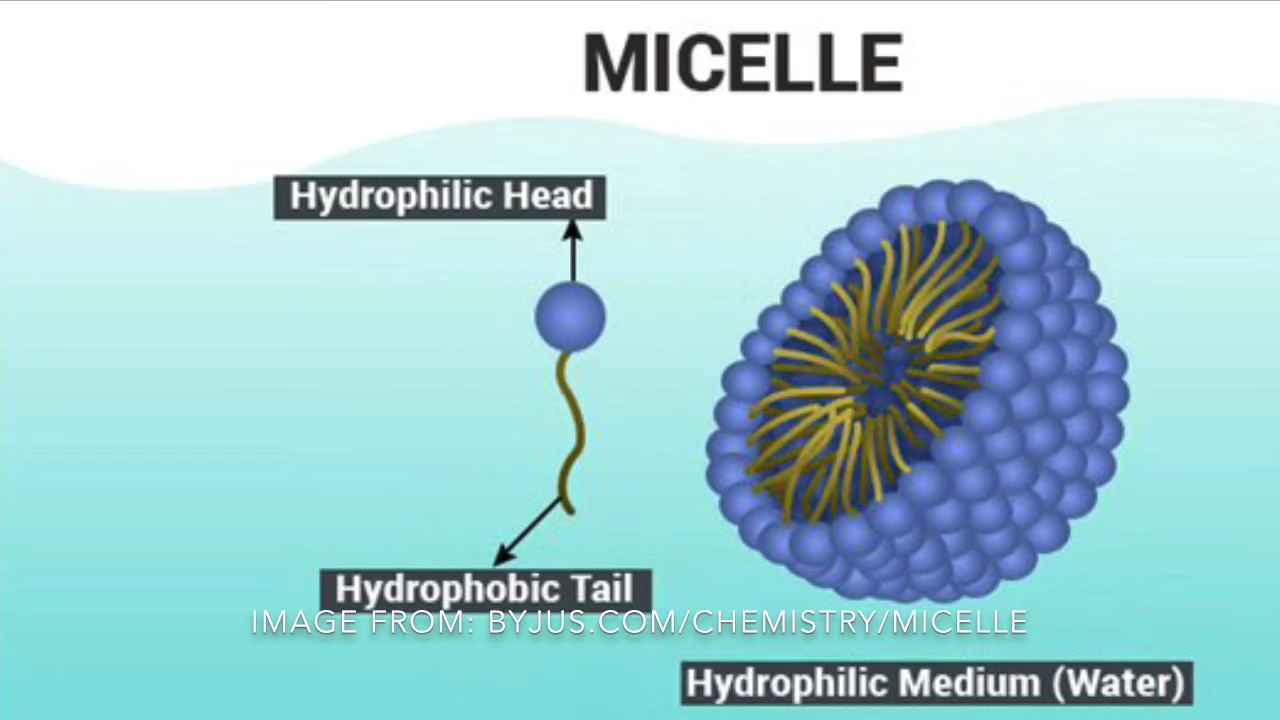 MICELLE
Hydrophilic Head
Hydrophobic Tail
IMAGE FROM: BYJUS.COM/CHEMISTRY/MICELLE
Hydrophilic Medium (Water)